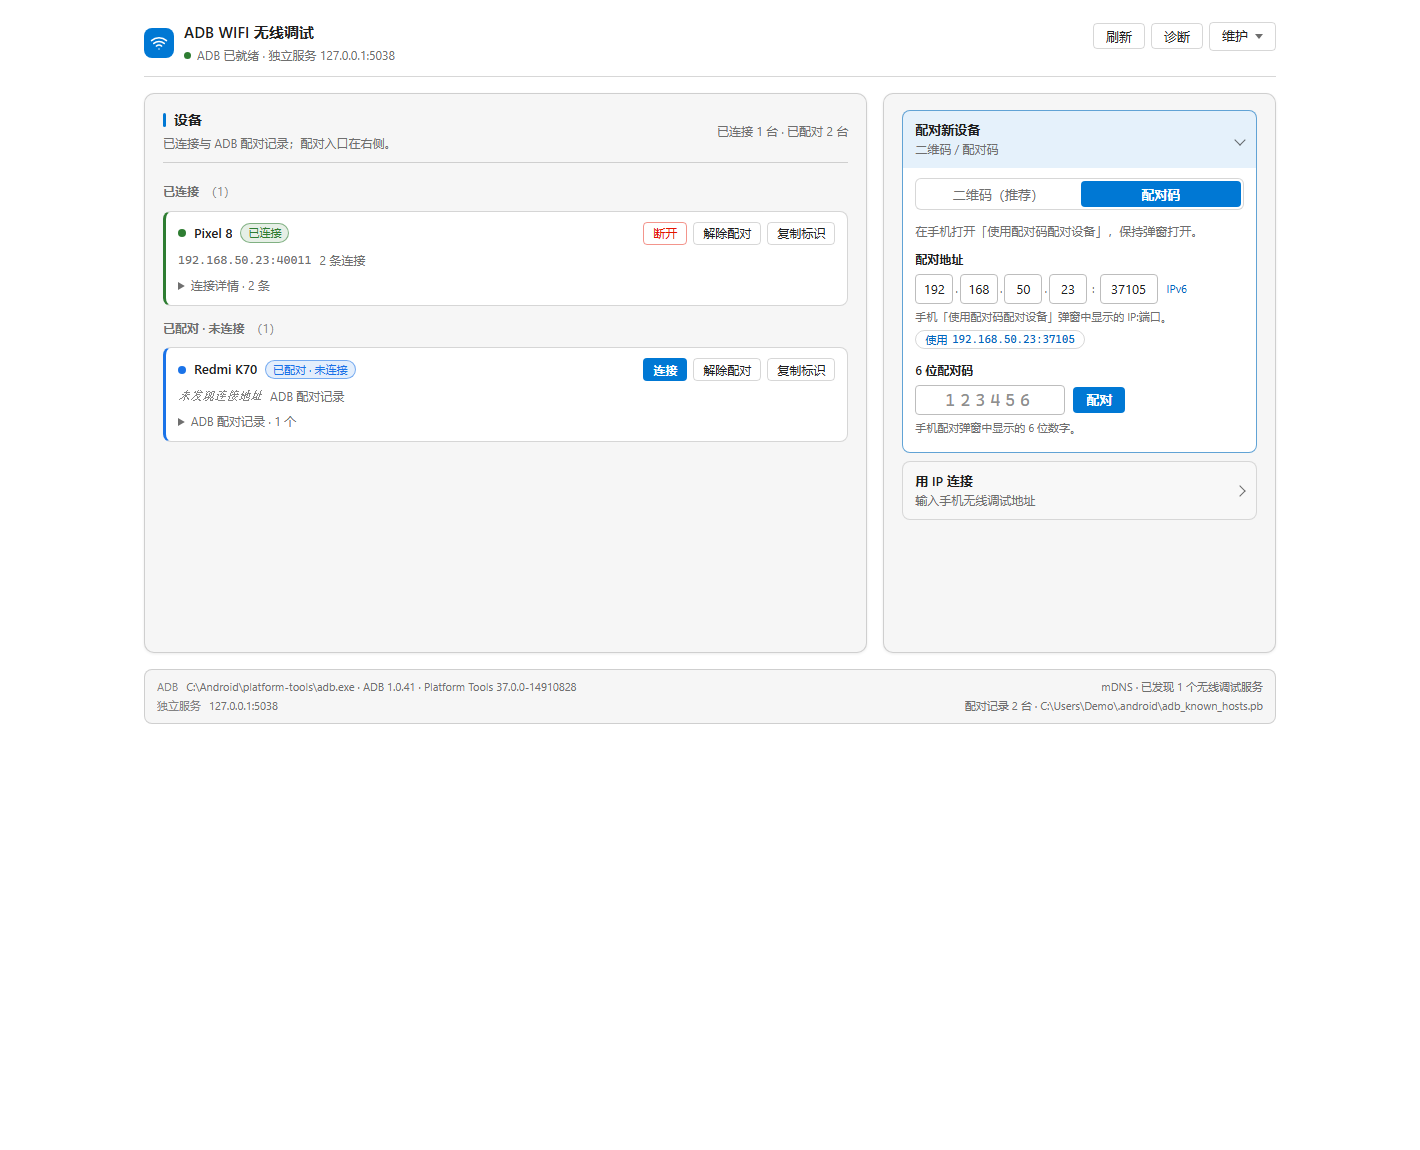 ADB WIFI 无线调试
ADB 已就绪 · 独立服务 127.0.0.1:5038
刷新 诊断 维护
设备
已连接与 ADB 配对记录；配对入口在右侧。
已连接 1 台 · 已配对 2 台
已连接 （1）
Pixel 8 已连接 断开 解除配对 复制标识
192.168.50.23:40011 2 条连接
连接详情 · 2 条
已配对 · 未连接 （1）
Redmi K70 已配对 · 未连接 连接 解除配对 复制标识
未发现连接地址 ADB 配对记录
ADB 配对记录 · 1 个
配对新设备
二维码 / 配对码
二维码（推荐） 配对码
在手机打开「使用配对码配对设备」，保持弹窗打开。
配对地址
192 . 168 . 50 . 23 : 37105 IPv6
手机「使用配对码配对设备」弹窗中显示的 IP:端口。
使用 192.168.50.23:37105
6 位配对码
123456 配对
手机配对弹窗中显示的 6 位数字。
用 IP 连接
输入手机无线调试地址
ADB C:\Android\platform-tools\adb.exe · ADB 1.0.41 · Platform Tools 37.0.0-14910828
独立服务 127.0.0.1:5038
mDNS · 已发现 1 个无线调试服务
配对记录 2 台 · C:\Users\Demo\.android\adb_known_hosts.pb